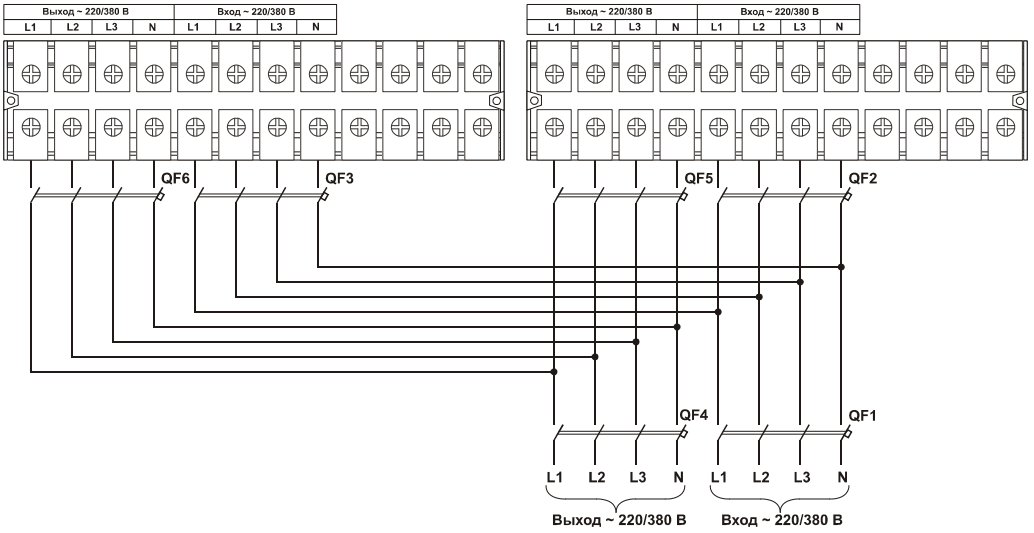 Выход ~ 220/380 В Вход ~ 220/380 В Выход ~ 220/380 В Вход ~ 220/380 В
L1 L2 L3 N L1 L2 L3 N L1 L2 L3 N L1 L2 L3 N
QF6 QF3 QF5 QF2
QF4 QF1
L1 L2 L3 N L1 L2 L3 N
Выход ~ 220/380 В Вход ~ 220/380 В